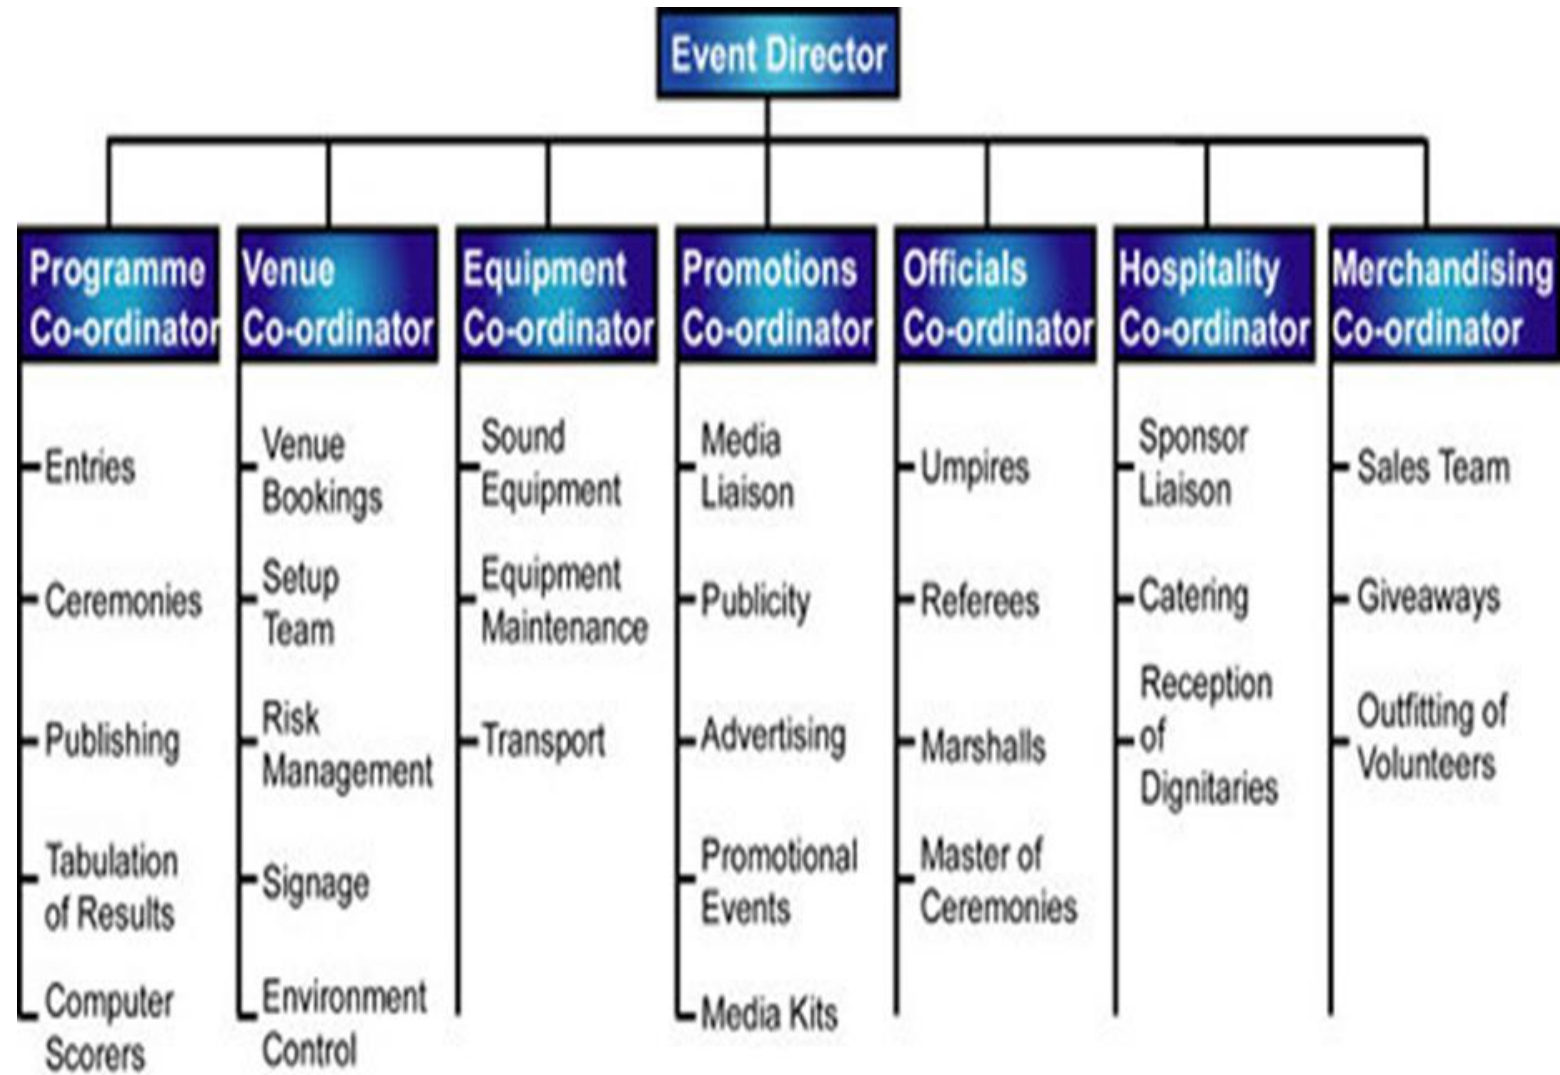 Event Director
Programme
Co-ordinator
Entries
Ceremonies
Publishing
Tabulation
of Results
Computer
Scorers
Venue
Co-ordinator
Venue
Bookings
Setup
Team
Risk
Management
Signage
Environment
Control
Equipment
Co-ordinator
Sound
Equipment
Equipment
Maintenance
Transport
Promotions
Co-ordinator
Media
Liaison
Publicity
Advertising
Promotional
Events
Media Kits
Officials
Co-ordinator
Umpires
Referees
Marshalls
Master of
Ceremonies
Hospitality
Co-ordinator
Sponsor
Liaison
Catering
Reception
of
Dignitaries
Merchandising
Co-ordinator
Sales Team
Giveaways
Outfitting of
Volunteers